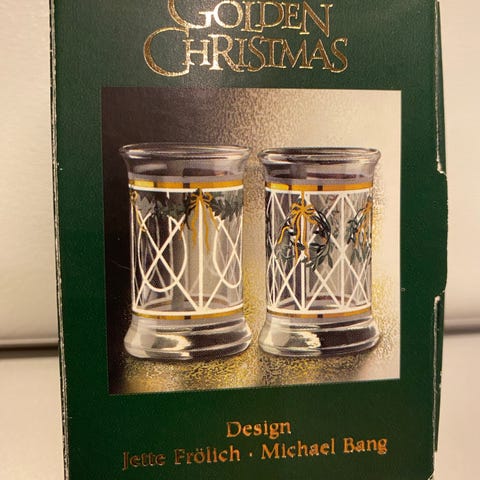 GOLDEN
CHRISTMAS
Design
Jette Frölich · Michael Bang